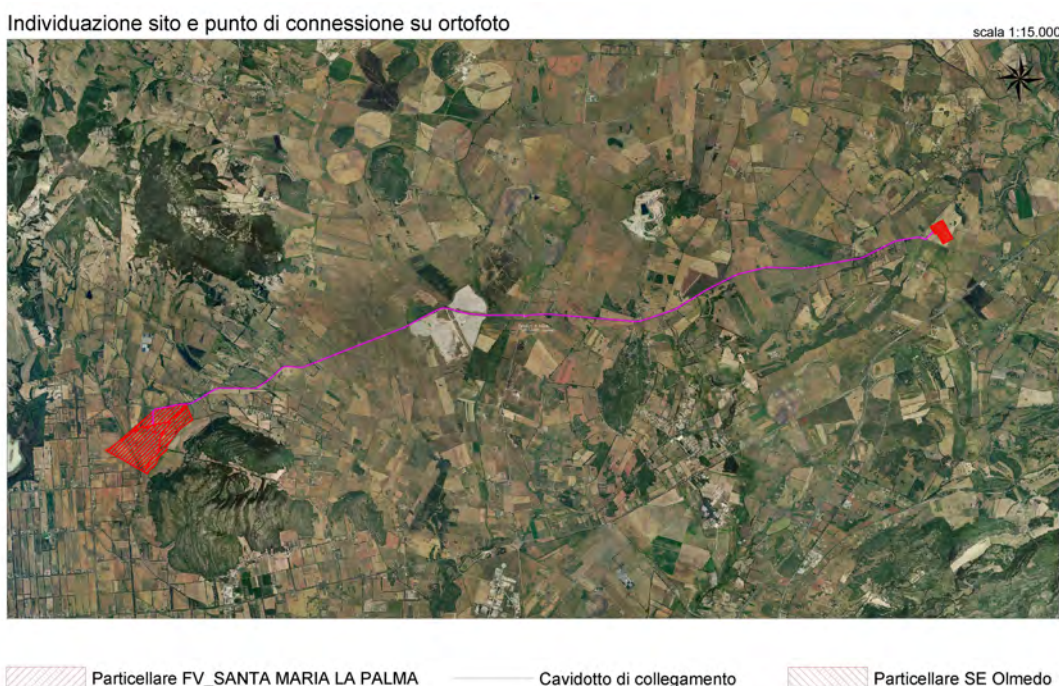 Individuazione sito e punto di connessione su ortofoto
scala 1:15.000
Particellare FV_SANTA MARIA LA PALMA
Cavidotto di collegamento
Particellare SE Olmedo